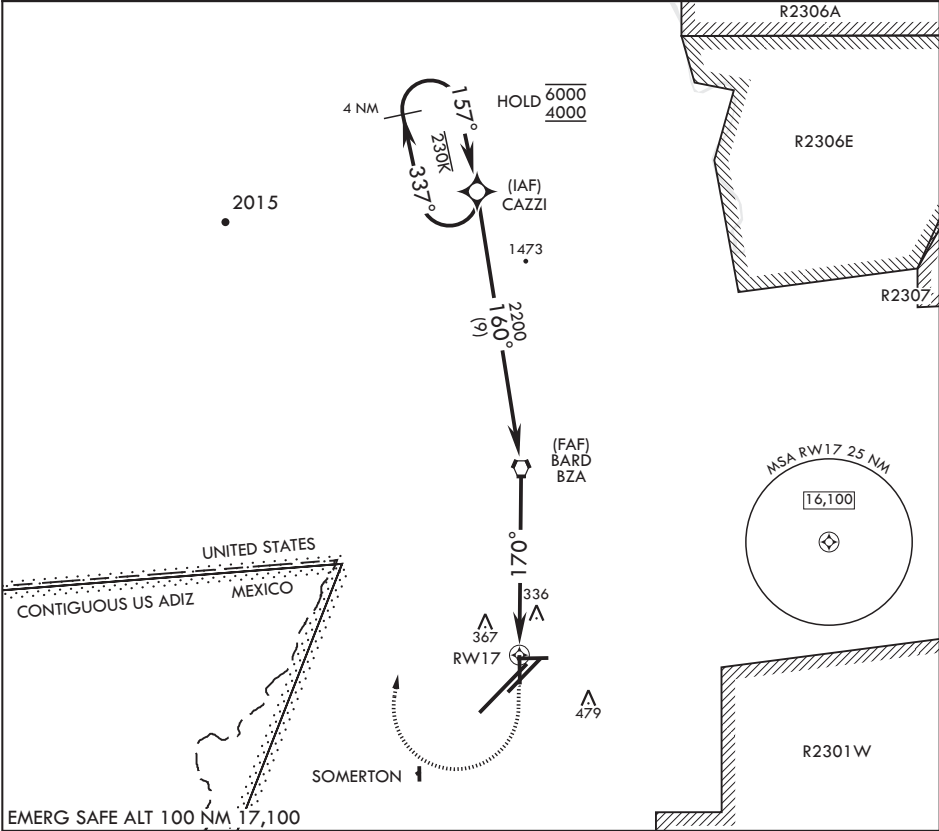 R2306A
4 NM
157°
HOLD 6000
4000
230K
R2306E
337°
(IAF)
CAZZI
2015
1473
R2307
2200
160°
(9)
(FAF)
BARD
BZA
MSA RW17 25 NM
16,100
170°
UNITED STATES
MEXICO
CONTIGUOUS US ADIZ
336
367
RW17
479
R2301W
SOMERTON
EMERG SAFE ALT 100 NM 17,100